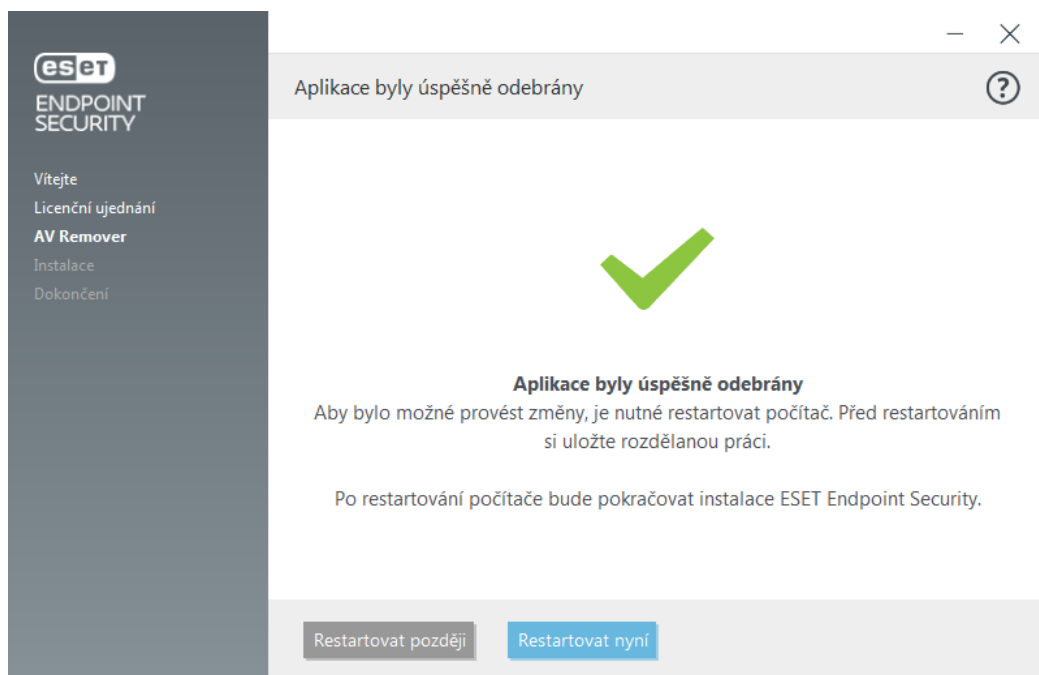 eset
ENDPOINT
SECURITY
Vítejte
Licenční ujednání
AV Remover
Instalace
Dokončení
Aplikace byly úspěšně odebrány
?
Aplikace byly úspěšně odebrány
Aby bylo možné provést změny, je nutné restartovat počítač. Před restartováním
si uložte rozdělanou práci.
Po restartování počítače bude pokračovat instalace ESET Endpoint Security.
Restartovat později
Restartovat nyní